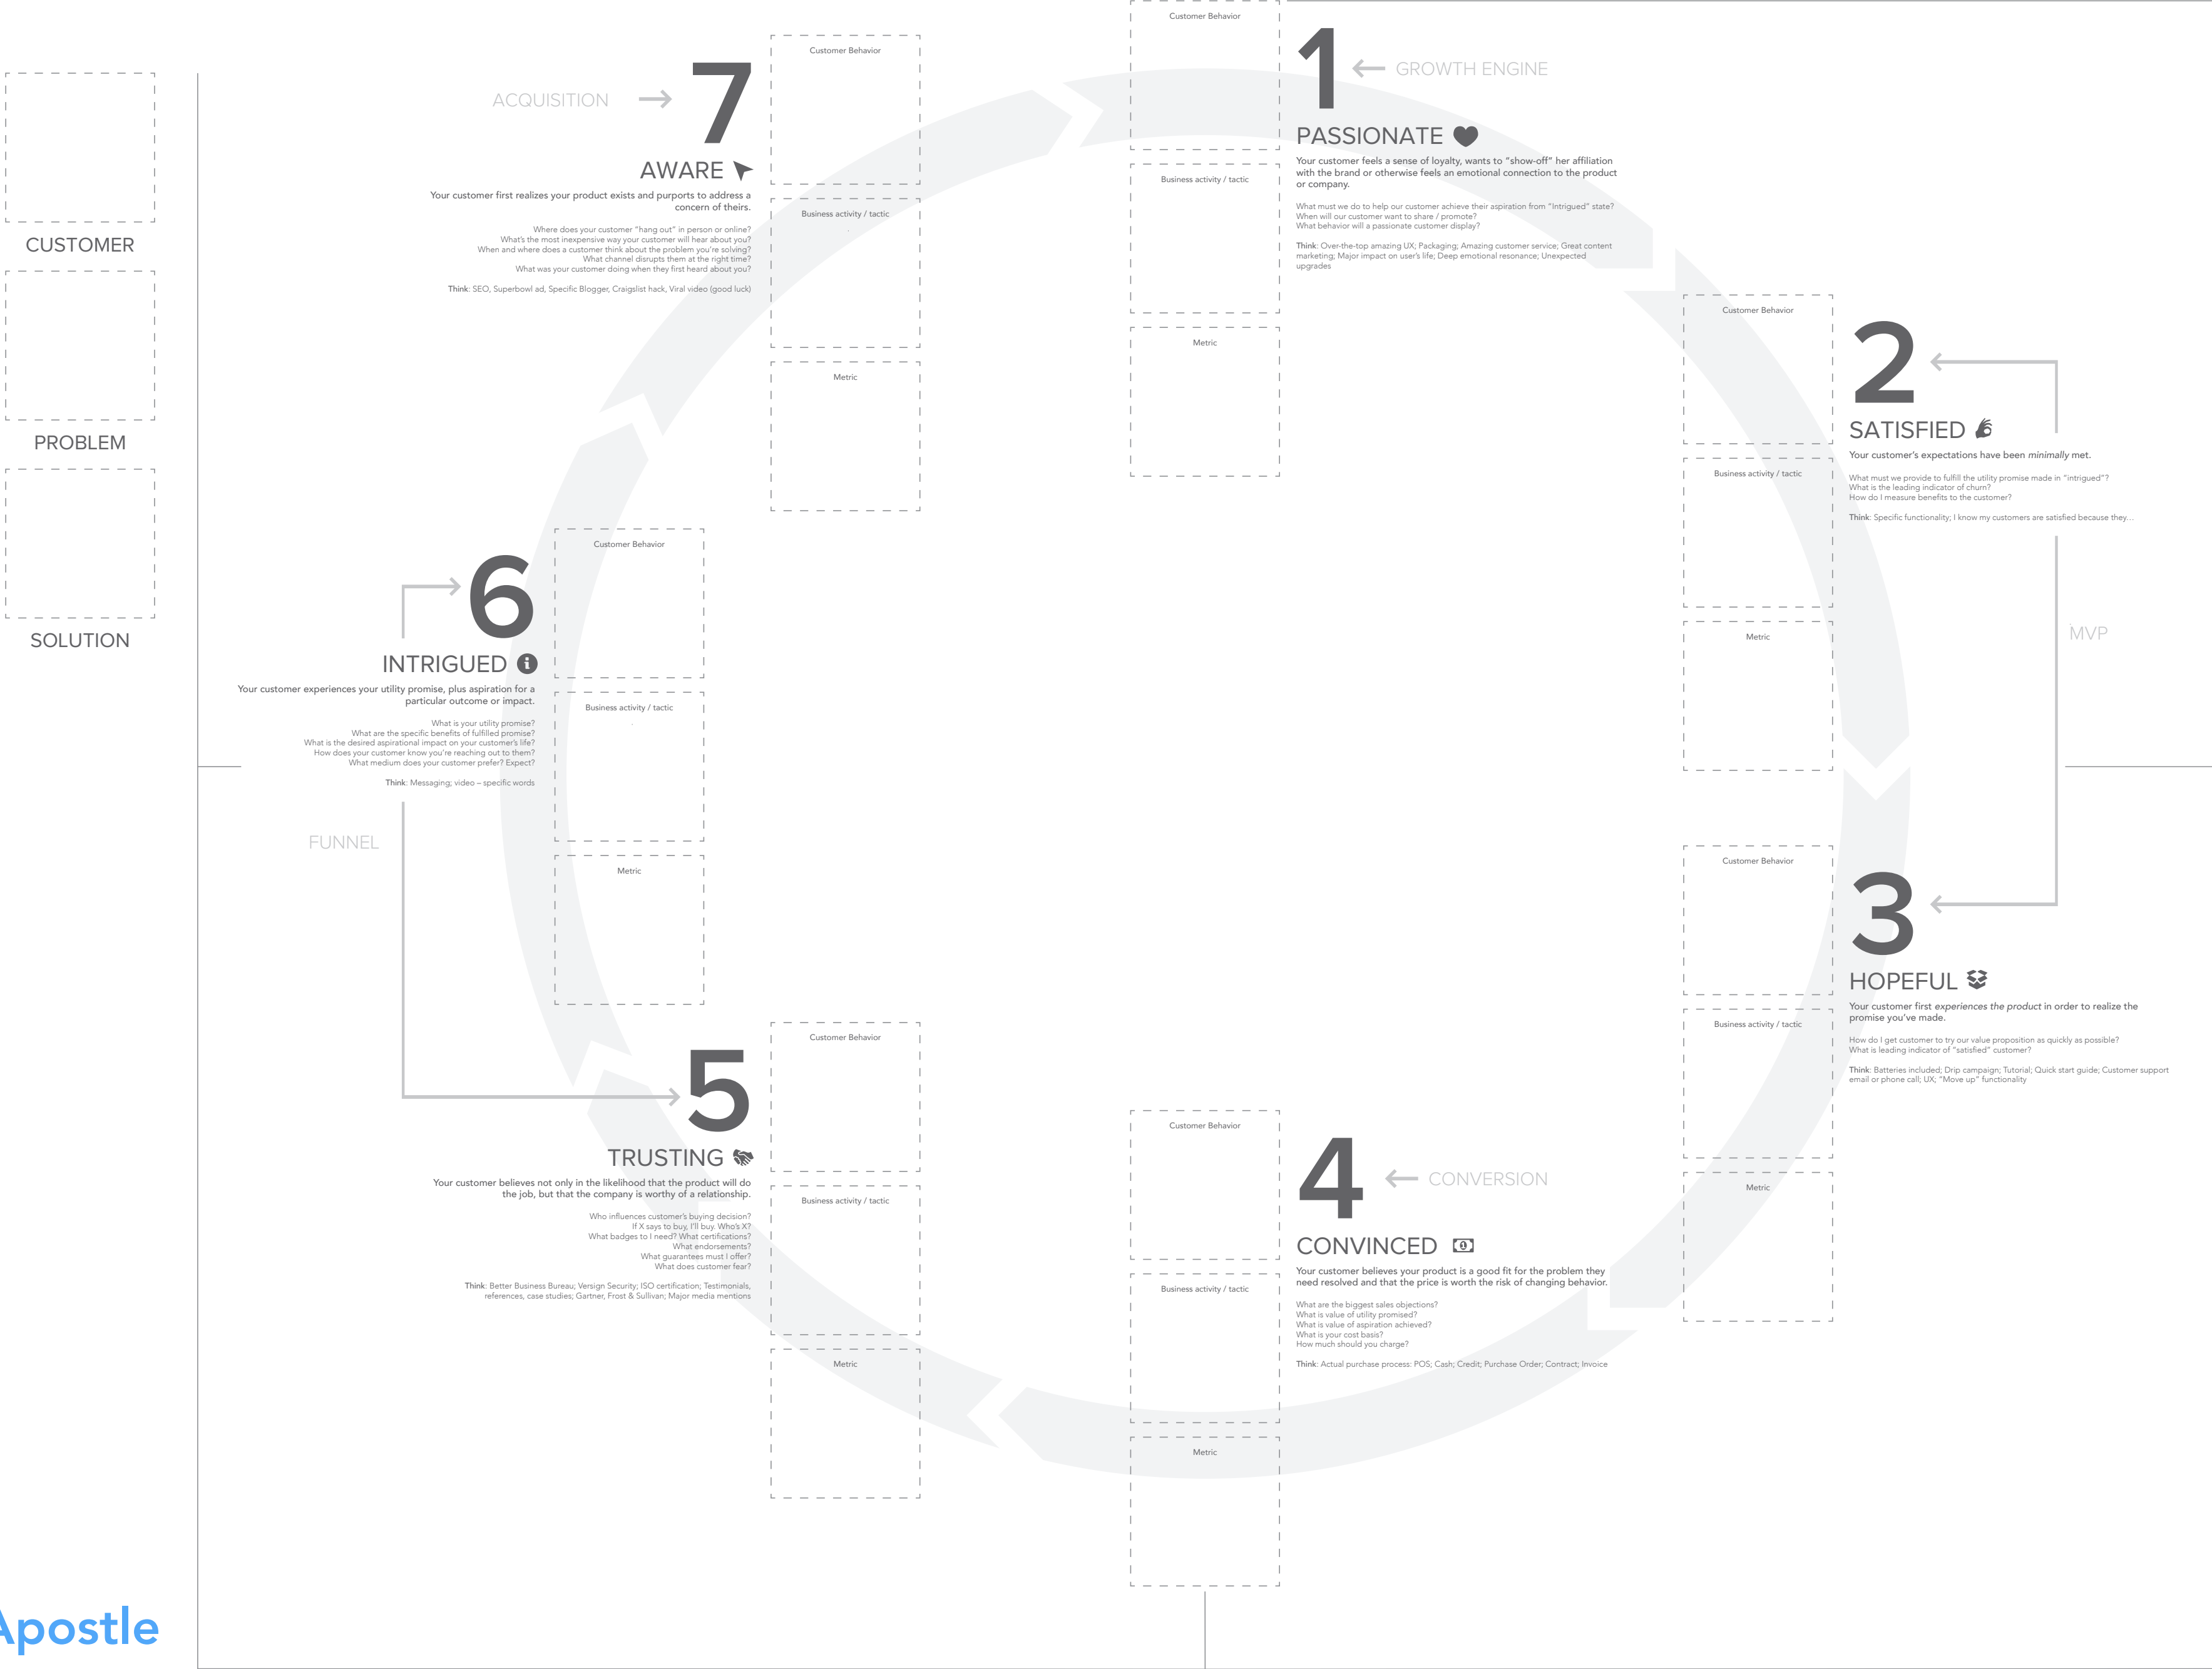 CUSTOMER
PROBLEM
SOLUTION
Customer Behavior
Business activity / tactic
Metric
1
GROWTH ENGINE
PASSIONATE
Your customer feels a sense of loyalty, wants to “show-off” her affiliation
with the brand or otherwise feels an emotional connection to the product
or company.
What must we do to help our customer achieve their aspiration from “Intrigued” state?
When will our customer want to share / promote?
What behavior will a passionate customer display?
Think: Over-the-top amazing UX; Packaging; Amazing customer service; Great content
marketing; Major impact on user’s life; Deep emotional resonance; Unexpected
upgrades
Customer Behavior
Business activity / tactic
Metric
2
SATISFIED
Your customer’s expectations have been minimally met.
What must we provide to fulfill the utility promise made in “intrigued”?
What is the leading indicator of churn?
How do I measure benefits to the customer?
Think: Specific functionality; I know my customers are satisfied because they…
MVP
Customer Behavior
Business activity / tactic
Metric
3
HOPEFUL
Your customer first experiences the product in order to realize the
promise you’ve made.
How do I get customer to try our value proposition as quickly as possible?
What is leading indicator of “satisfied” customer?
Think: Batteries included; Drip campaign; Tutorial; Quick start guide; Customer support
email or phone call; UX; “Move up” functionality
Customer Behavior
Business activity / tactic
Metric
4
CONVERSION
CONVINCED
Your customer believes your product is a good fit for the problem they
need resolved and that the price is worth the risk of changing behavior.
What are the biggest sales objections?
What is value of utility promised?
What is value of aspiration achieved?
What is your cost basis?
How much should you charge?
Think: Actual purchase process: POS; Cash; Credit; Purchase Order; Contract; Invoice
Customer Behavior
Business activity / tactic
Metric
5
TRUSTING
Your customer believes not only in the likelihood that the product will do
the job, but that the company is worthy of a relationship.
Who influences customer’s buying decision?
If X says to buy, I’ll buy. Who’s X?
What badges to I need? What certifications?
What endorsements?
What guarantees must I offer?
What does customer fear?
Think: Better Business Bureau; Versign Security; ISO certification; Testimonials,
references, case studies; Gartner, Frost & Sullivan; Major media mentions
Customer Behavior
Business activity / tactic
Metric
FUNNEL
6
INTRIGUED
Your customer experiences your utility promise, plus aspiration for a
particular outcome or impact.
What is your utility promise?
What are the specific benefits of fulfilled promise?
What is the desired aspirational impact on your customer’s life?
How does your customer know you’re reaching out to them?
What medium does your customer prefer? Expect?
Think: Messaging; video – specific words
Customer Behavior
Business activity / tactic
Metric
ACQUISITION
7
AWARE
Your customer first realizes your product exists and purports to address a
concern of theirs.
Where does your customer “hang out” in person or online?
What’s the most inexpensive way your customer will hear about you?
When and where does a customer think about the problem you’re solving?
What channel disrupts them at the right time?
What was your customer doing when they first heard about you?
Think: SEO, Superbowl ad, Specific Blogger, Craigslist hack, Viral video (good luck)
Apostle